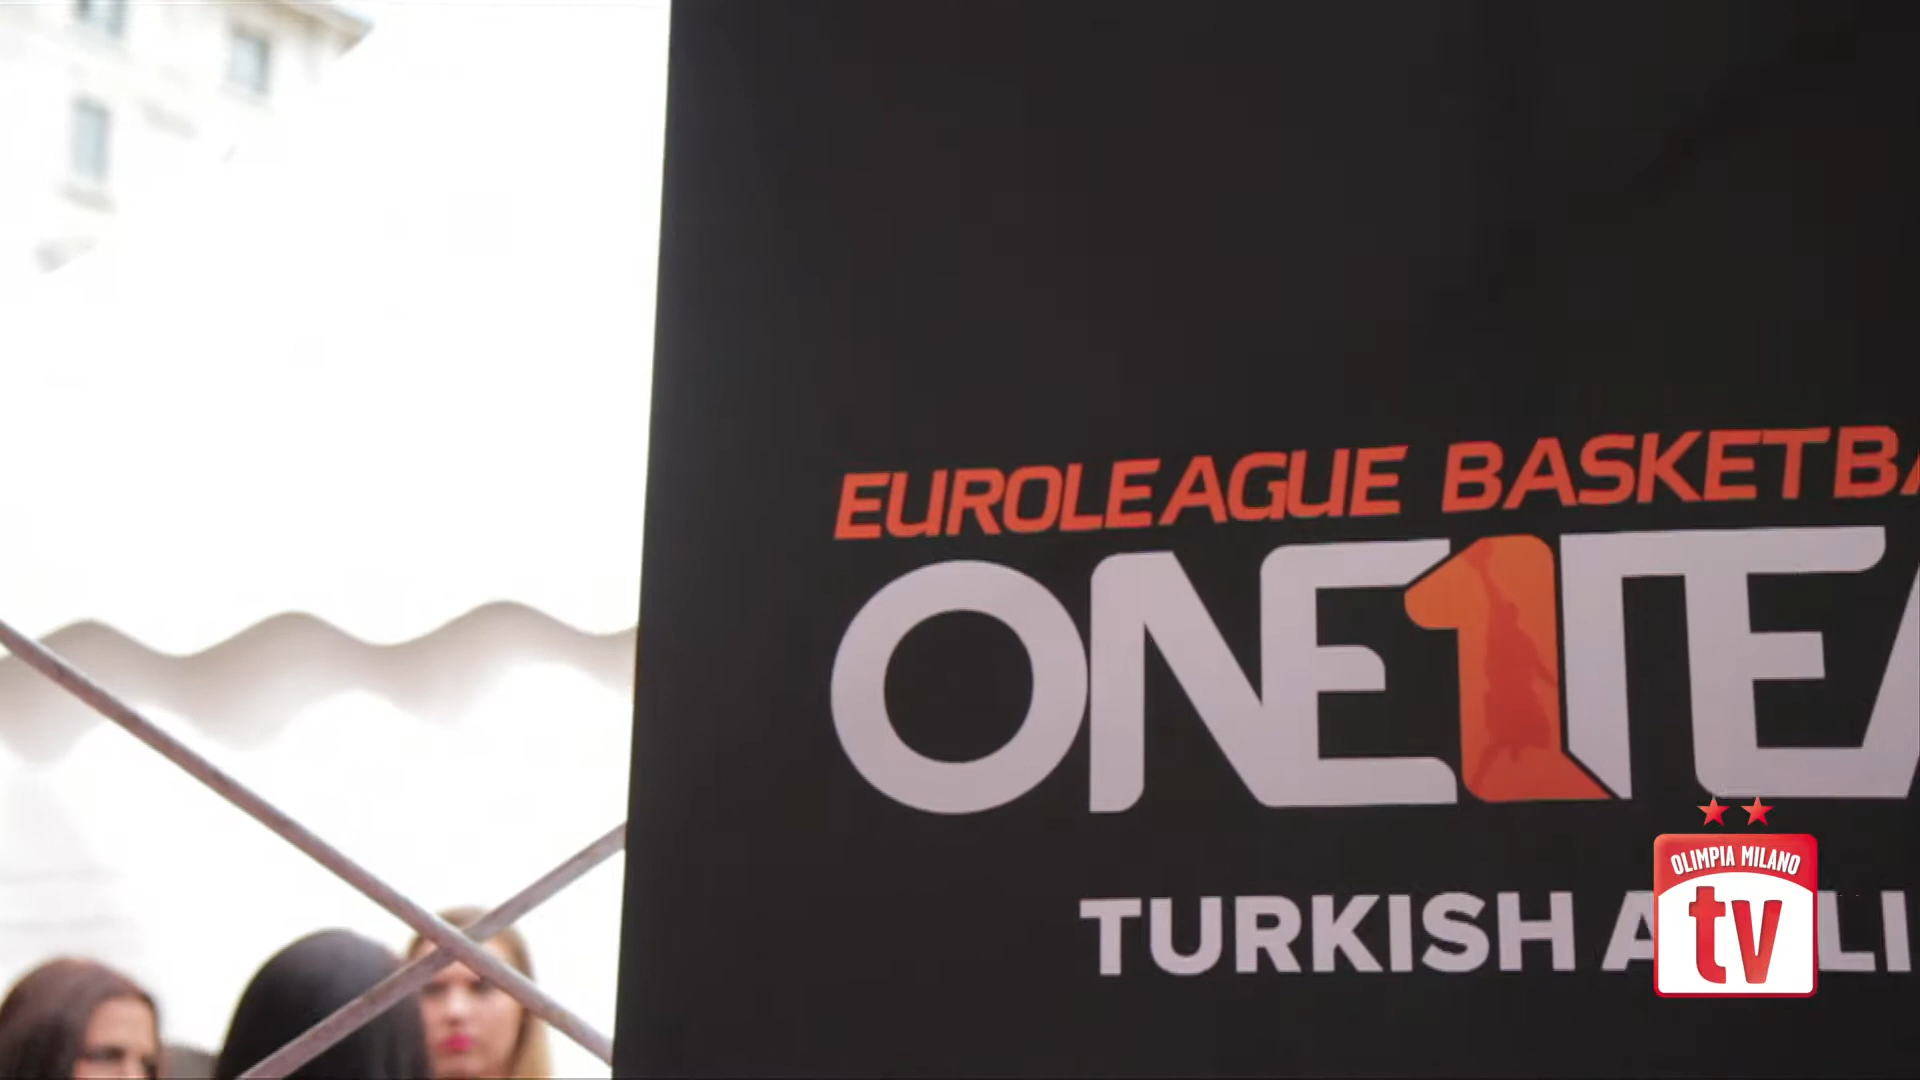 EUROLEAGUE BASKETBA
ONE1TEA
TURKISH A LI
OLIMPIA MILANO
tv